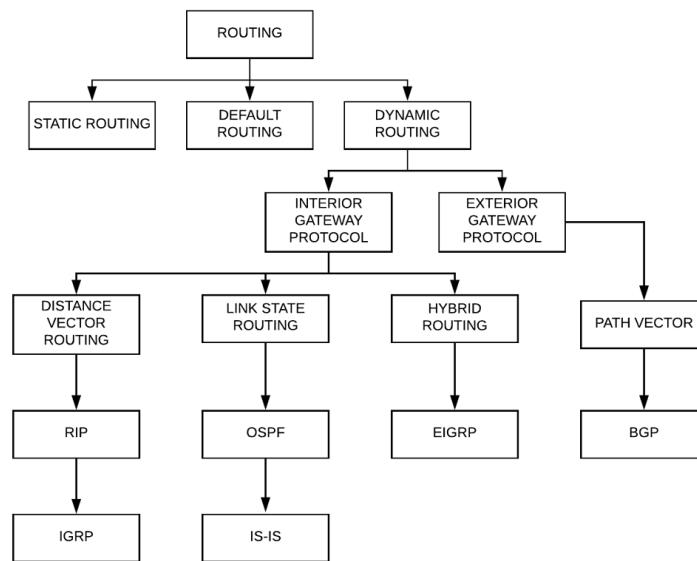 ROUTING
STATIC ROUTING
DEFAULT
ROUTING
DYNAMIC
ROUTING
INTERIOR
GATEWAY
PROTOCOL
EXTERIOR
GATEWAY
PROTOCOL
DISTANCE
VECTOR
ROUTING
LINK STATE
ROUTING
HYBRID
ROUTING
PATH VECTOR
RIP
OSPF
EIGRP
BGP
IGRP
IS-IS